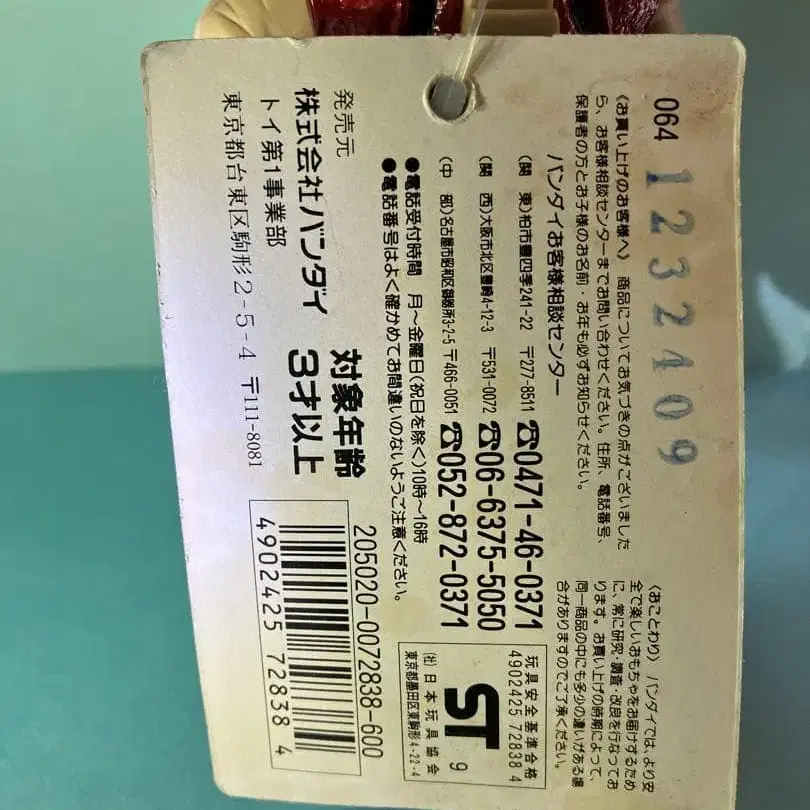 064 1232409
〈お買い上げのお客様へ〉 商品についてお気づきの点がございました
ら、お客様相談センターまでお問い合わせください。住所、電話番号、
保護者の方とお子様のお名前・お年も必ずお知らせください。
バンダイお客様相談センター
(関 東)柏市豊四季241-22 〒277-8511 ☎0471-46-0371
(関 西)大阪市北区豊崎4-12-3 〒531-0072 ☎06-6375-5050
(中 部)名古屋市昭和区御器所3-2-5 〒466-0051 ☎052-872-0371
●電話受付時間 月〜金曜日(祝日を除く)10時〜16時
●電話番号はよく確かめてお間違いのないようご注意ください。
発売元
株式会社バンダイ
トイ第1事業部
東京都台東区駒形2-5-4 〒111-8081
対象年齢
3才以上
〈おことわり〉 バンダイでは、より安
全で楽しいおもちゃをお届けするため
に、常に研究・調査・改良を行なってお
ります。お買い上げの時期によって、
同一商品の中にも多少の違いがある場
合がありますのでご了承ください。
玩具安全基準合格
4902425 72838 4
ST 9
(社)日本玩具協会
東京都墨田区東駒形4-22-4
205020-0072838-600
4902425 728384